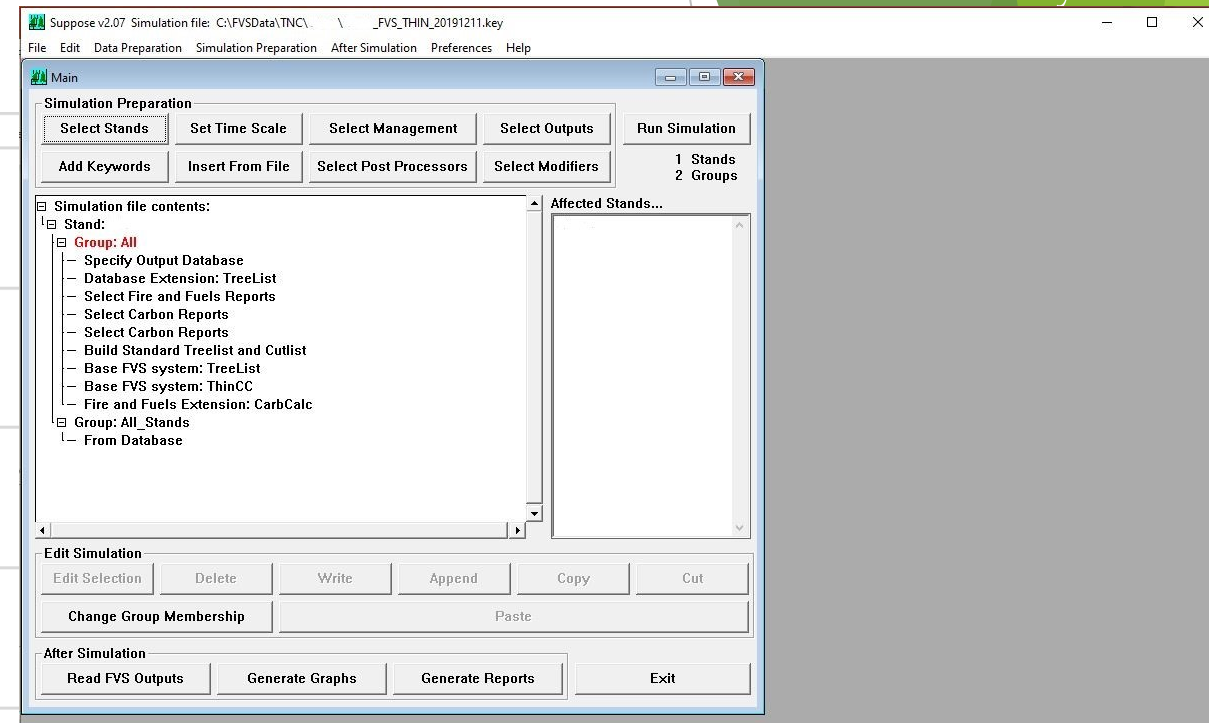 Suppose v2.07 Simulation file: C:\FVSData\TNC\ \ _FVS_THIN_20191211.key
File Edit Data Preparation Simulation Preparation After Simulation Preferences Help
Main
Simulation Preparation
Select Stands Set Time Scale Select Management Select Outputs Run Simulation
Add Keywords Insert From File Select Post Processors Select Modifiers
1 Stands
2 Groups
Simulation file contents:
Stand:
Group: All
Specify Output Database
Database Extension: TreeList
Select Fire and Fuels Reports
Select Carbon Reports
Select Carbon Reports
Build Standard Treelist and Cutlist
Base FVS system: TreeList
Base FVS system: ThinCC
Fire and Fuels Extension: CarbCalc
Group: All_Stands
From Database
Affected Stands...
Edit Simulation
Edit Selection Delete Write Append Copy Cut
Change Group Membership Paste
After Simulation
Read FVS Outputs Generate Graphs Generate Reports Exit